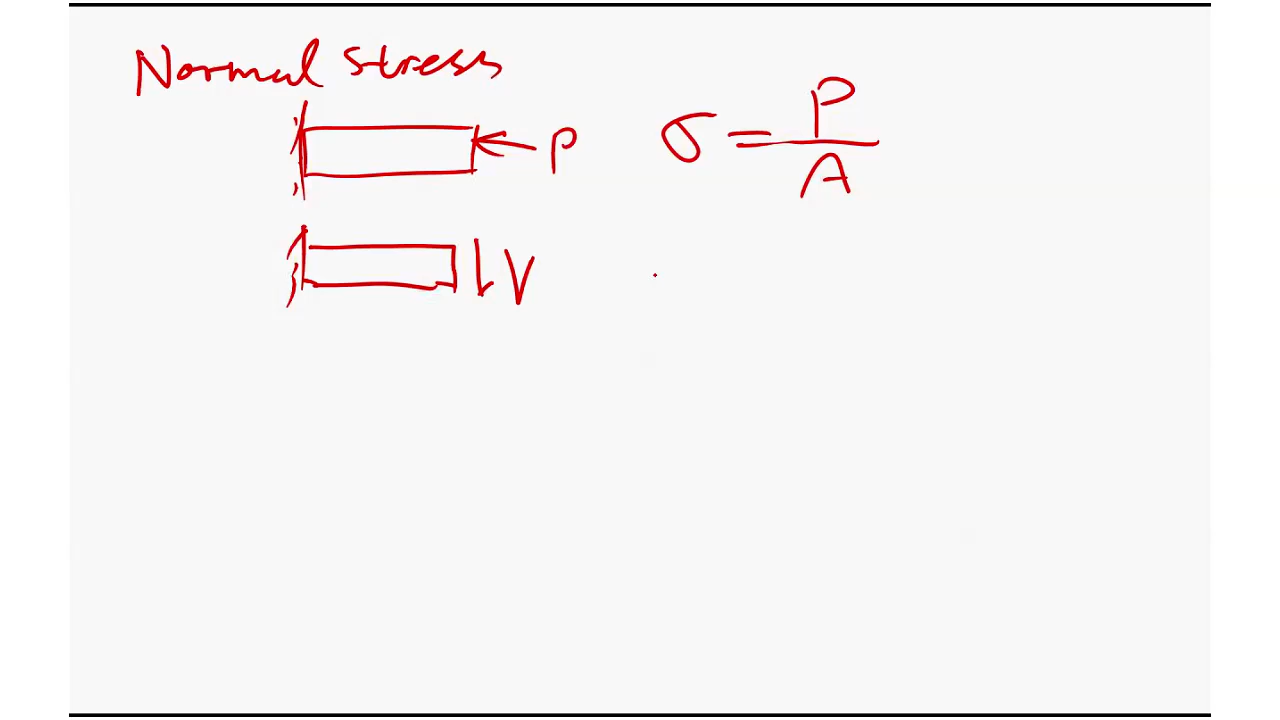 Normal Stress
P
σ = P / A
V